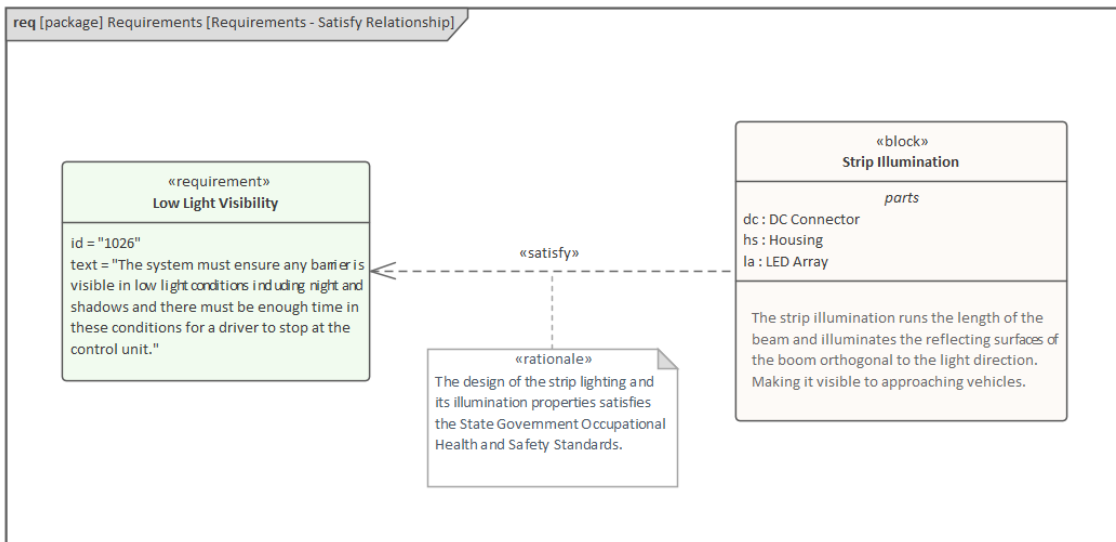 req [package] Requirements [Requirements - Satisfy Relationship]
«requirement»
Low Light Visibility
id = "1026"
text = "The system must ensure any barrier is
visible in low light conditions including night and
shadows and there must be enough time in
these conditions for a driver to stop at the
control unit."
«satisfy»
«rationale»
The design of the strip lighting and
its illumination properties satisfies
the State Government Occupational
Health and Safety Standards.
«block»
Strip Illumination
parts
dc : DC Connector
hs : Housing
la : LED Array
The strip illumination runs the length of the
beam and illuminates the reflecting surfaces of
the boom orthogonal to the light direction.
Making it visible to approaching vehicles.